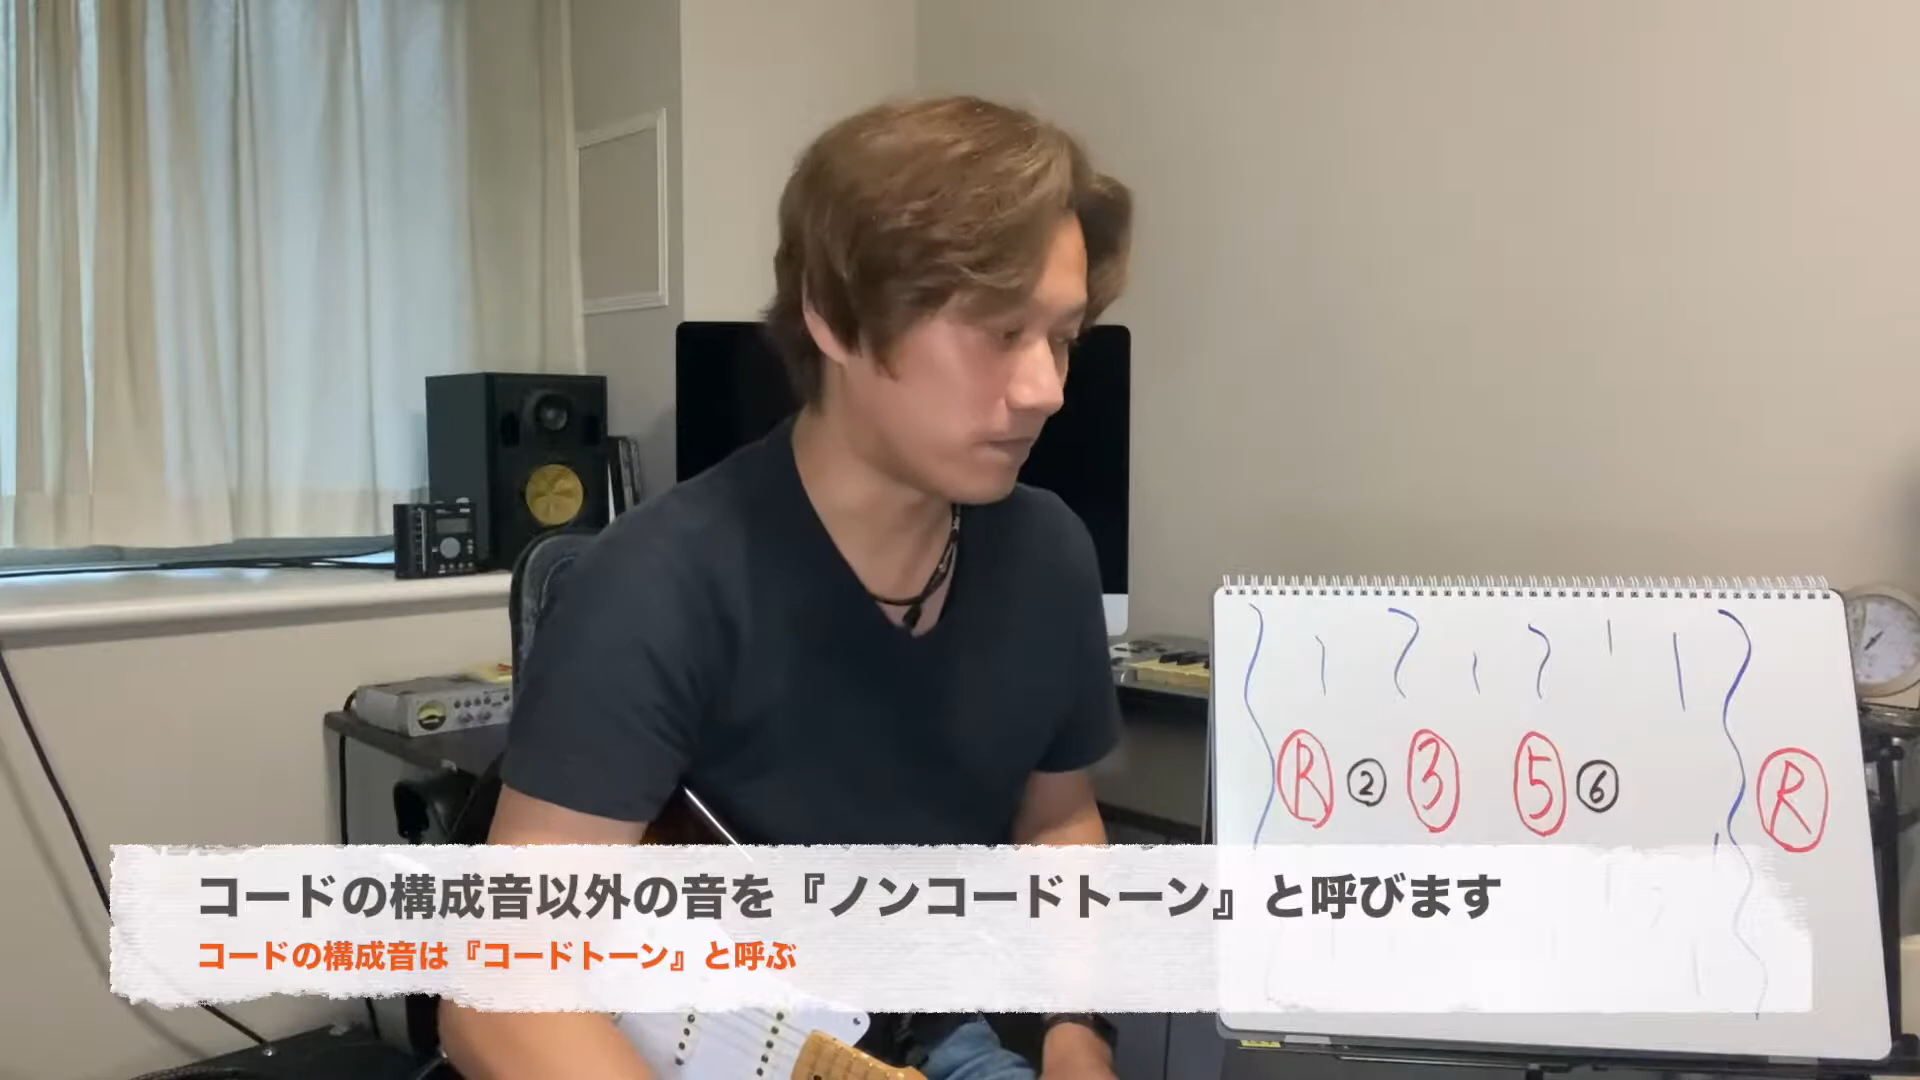 R 2 3 5 6 R
コードの構成音以外の音を『ノンコードトーン』と呼びます
コードの構成音は『コードトーン』と呼ぶ